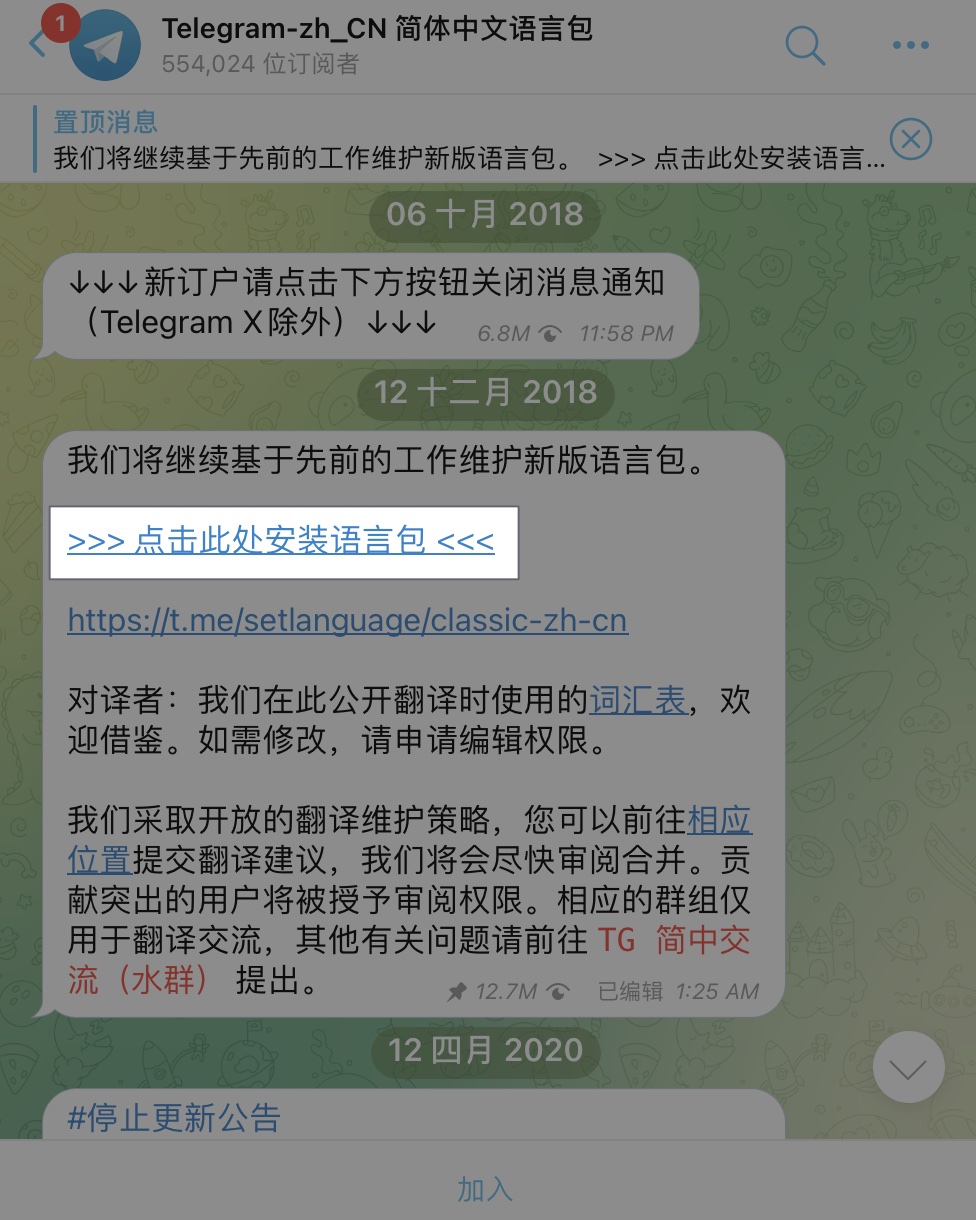 1
Telegram-zh_CN 简体中文语言包
554,024 位订阅者
置顶消息
我们将继续基于先前的工作维护新版语言包。 >>> 点击此处安装语言...
06 十月 2018
↓↓↓新订户请点击下方按钮关闭消息通知
（Telegram X除外）↓↓↓
6.8M 11:58 PM
12 十二月 2018
我们将继续基于先前的工作维护新版语言包。
>>> 点击此处安装语言包 <<<
https://t.me/setlanguage/classic-zh-cn
对译者：我们在此公开翻译时使用的词汇表，欢
迎借鉴。如需修改，请申请编辑权限。
我们采取开放的翻译维护策略，您可以前往相应
位置提交翻译建议，我们将会尽快审阅合并。贡
献突出的用户将被授予审阅权限。相应的群组仅
用于翻译交流，其他有关问题请前往 TG 简中交
流（水群） 提出。
12.7M 已编辑 1:25 AM
12 四月 2020
#停止更新公告
加入